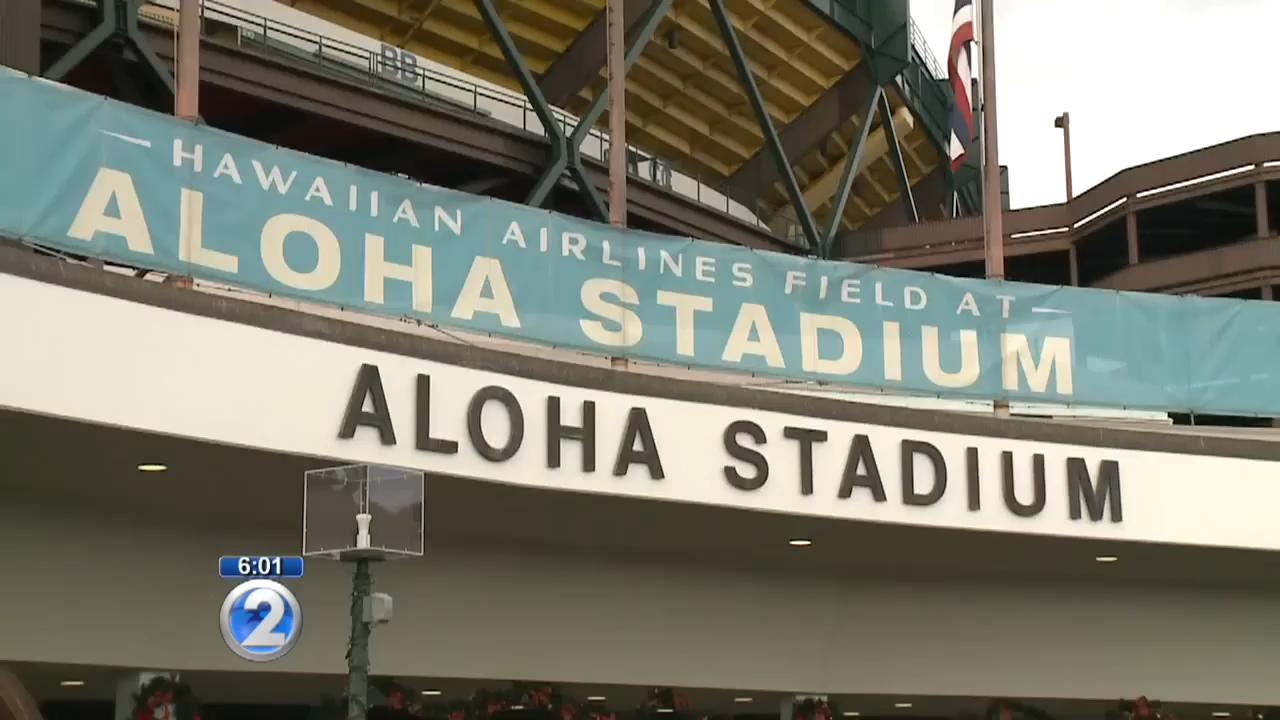 BB
HAWAIIAN AIRLINES FIELD AT
ALOHA STADIUM
ALOHA STADIUM
6:01
2